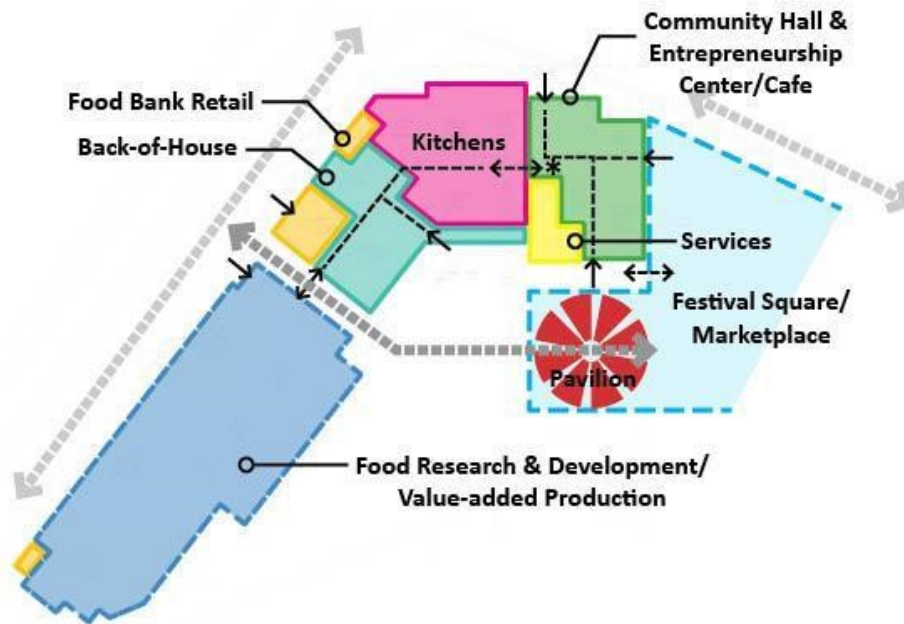 Community Hall &
Entrepreneurship
Center/Cafe
Food Bank Retail
Back-of-House
Kitchens
Services
Festival Square/
Marketplace
Pavilion
Food Research & Development/
Value-added Production